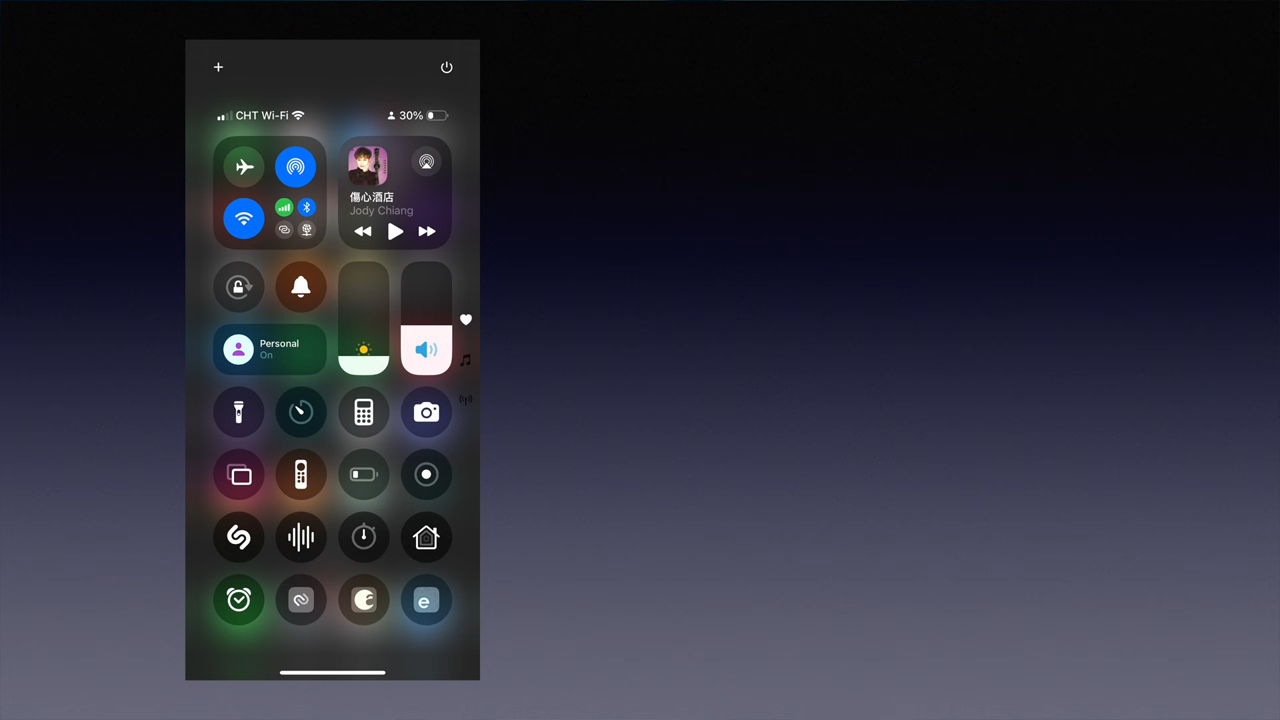 CHT Wi-Fi
30%
傷心酒店
Jody Chiang
Personal
On
e